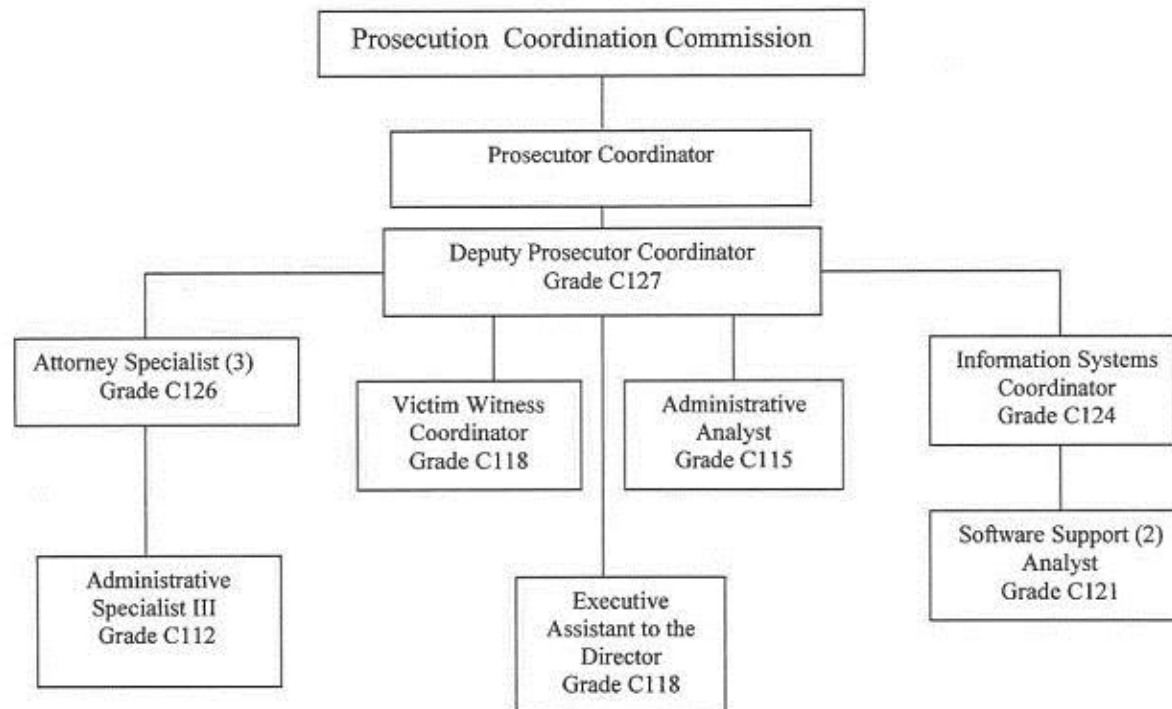 Prosecution Coordination Commission
Prosecutor Coordinator
Deputy Prosecutor Coordinator
Grade C127
Attorney Specialist (3)
Grade C126
Victim Witness
Coordinator
Grade C118
Administrative
Analyst
Grade C115
Information Systems
Coordinator
Grade C124
Administrative
Specialist III
Grade C112
Executive
Assistant to the
Director
Grade C118
Software Support (2)
Analyst
Grade C121